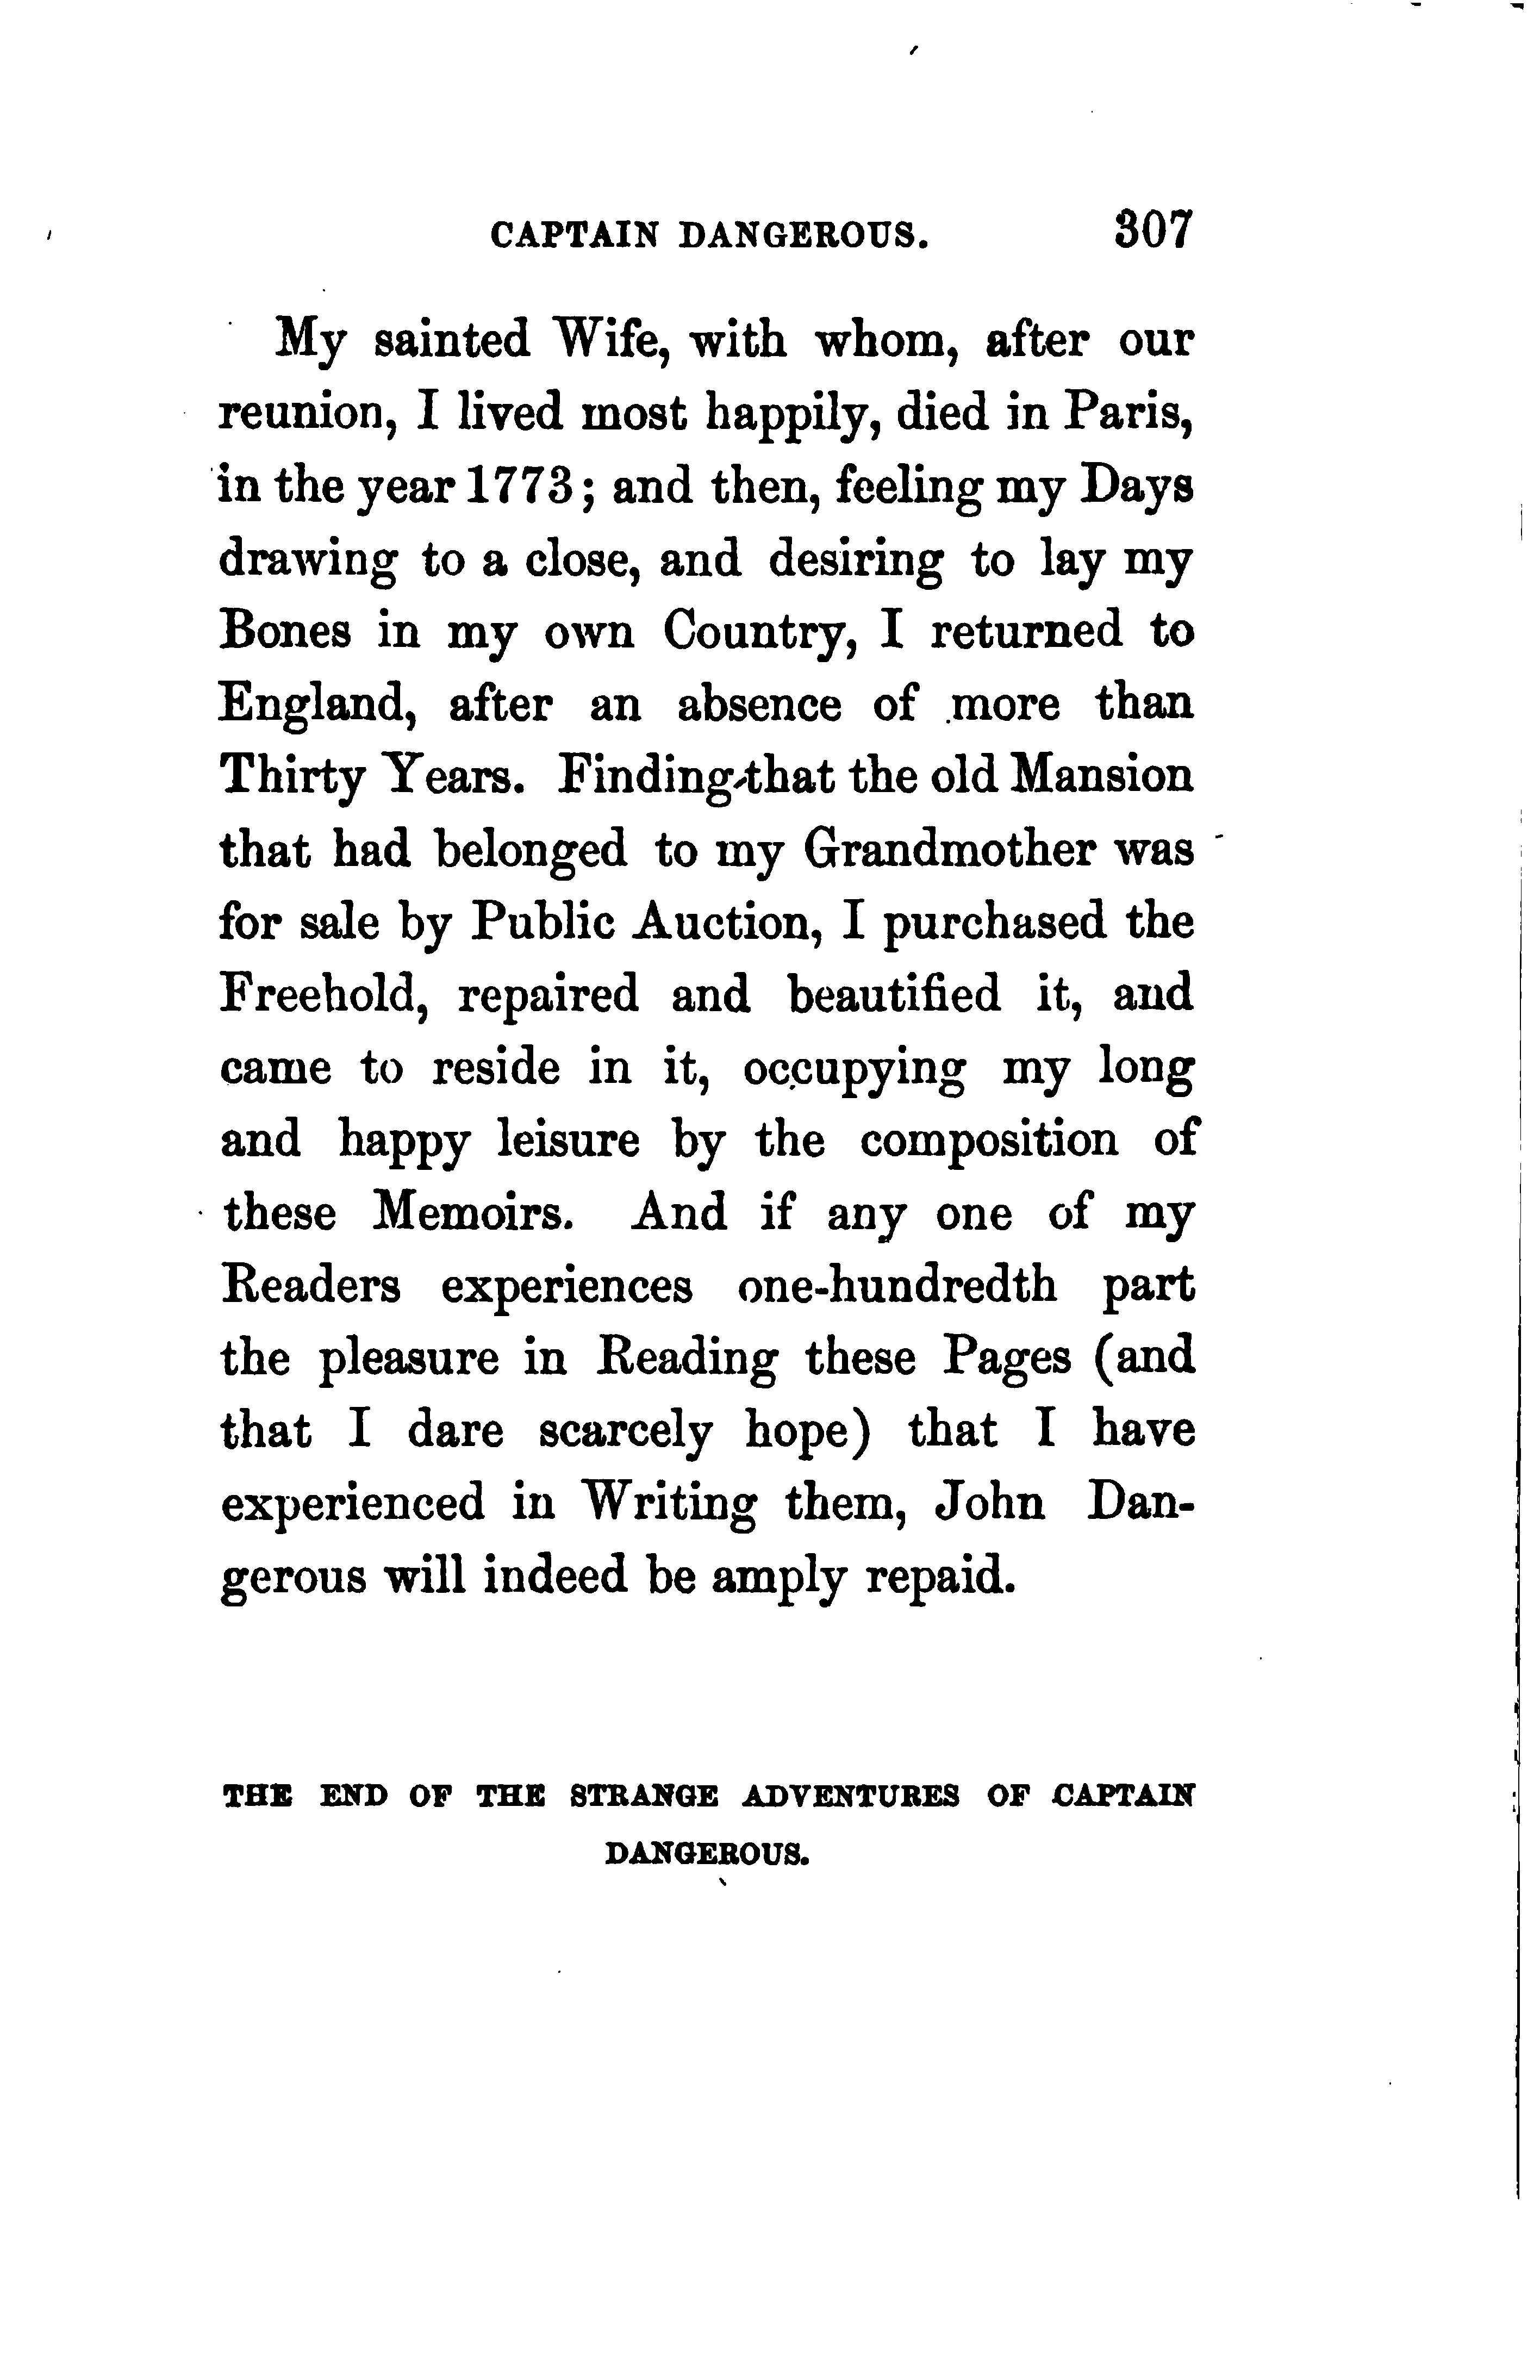 CAPTAIN DANGEROUS. 307
My sainted Wife, with whom, after our
reunion, I lived most happily, died in Paris,
in the year 1773; and then, feeling my Days
drawing to a close, and desiring to lay my
Bones in my own Country, I returned to
England, after an absence of more than
Thirty Years. Finding that the old Mansion
that had belonged to my Grandmother was
for sale by Public Auction, I purchased the
Freehold, repaired and beautified it, and
came to reside in it, occupying my long
and happy leisure by the composition of
these Memoirs. And if any one of my
Readers experiences one-hundredth part
the pleasure in Reading these Pages (and
that I dare scarcely hope) that I have
experienced in Writing them, John Dan-
gerous will indeed be amply repaid.
THE END OF THE STRANGE ADVENTURES OF CAPTAIN
DANGEROUS.